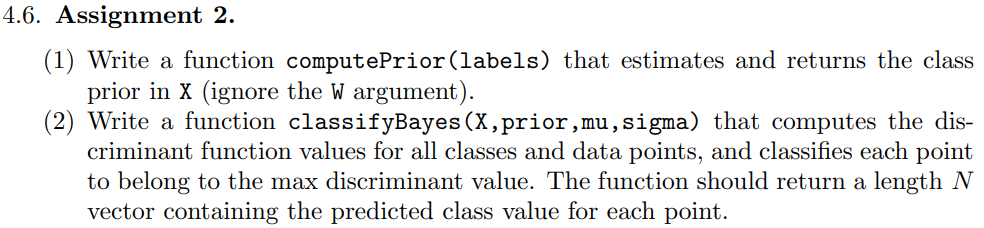 4.6. Assignment 2.
(1) Write a function computePrior(labels) that estimates and returns the class
prior in X (ignore the W argument).
(2) Write a function classifyBayes(X,prior,mu,sigma) that computes the dis-
criminant function values for all classes and data points, and classifies each point
to belong to the max discriminant value. The function should return a length N
vector containing the predicted class value for each point.